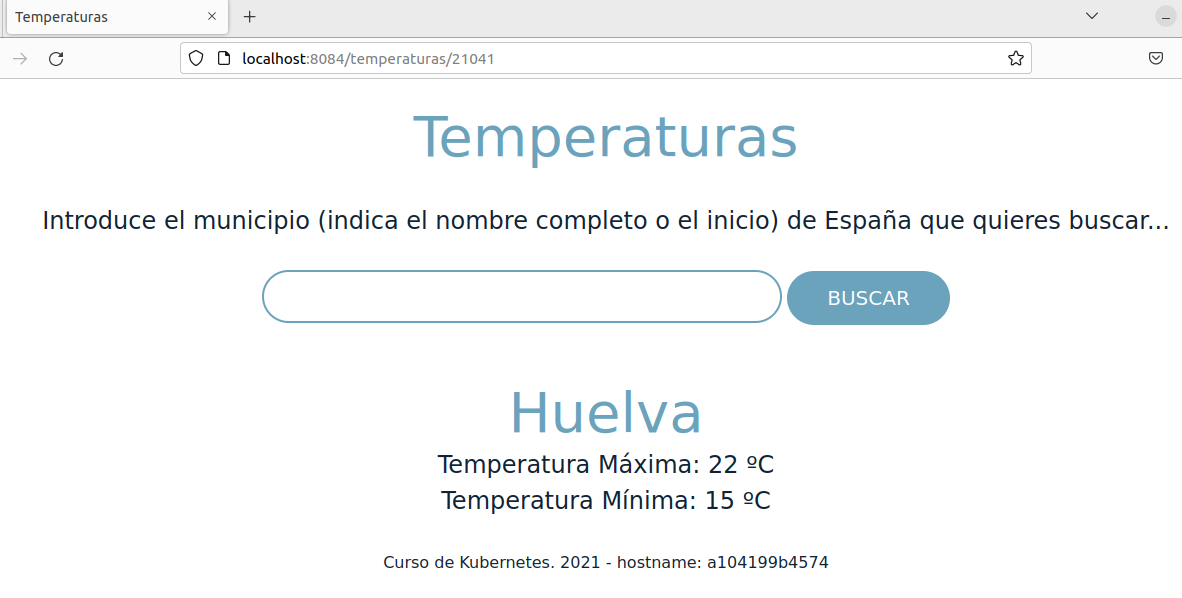 Temperaturas
localhost:8084/temperaturas/21041
Temperaturas
Introduce el municipio (indica el nombre completo o el inicio) de España que quieres buscar...
BUSCAR
Huelva
Temperatura Máxima: 22 ºC
Temperatura Mínima: 15 ºC
Curso de Kubernetes. 2021 - hostname: a104199b4574